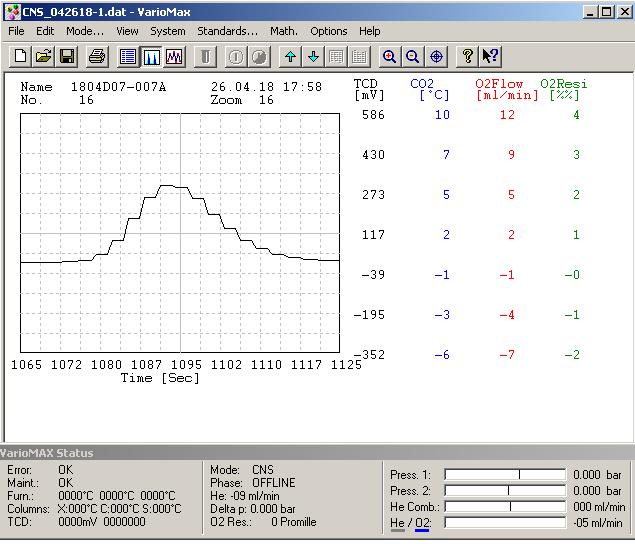 CNS_042618-1.dat - VarioMax
File Edit Mode... View System Standards... Math. Options Help
Name 1804D07-007A 26.04.18 17:58
No. 16 Zoom 16
TCD CO2 O2Flow O2Resi
[mV] [°C] [ml/min] [%%]
586 10 12 4
430 7 9 3
273 5 5 2
117 2 2 1
-39 -1 -1 -0
-195 -3 -4 -1
-352 -6 -7 -2
1065 1072 1080 1087 1095 1102 1110 1117 1125
Time [Sec]
VarioMAX Status
Error: OK Mode: CNS Press. 1: 0.000 bar
Maint.: OK Phase: OFFLINE Press. 2: 0.000 bar
Furn.: 0000°C 0000°C 0000°C He: -09 ml/min He Comb.: 000 ml/min
Columns: X:000°C C:000°C S:000°C Delta p: 0.000 bar He / O2: -05 ml/min
TCD: 0000mV 0000000 O2 Res.: 0 Promille